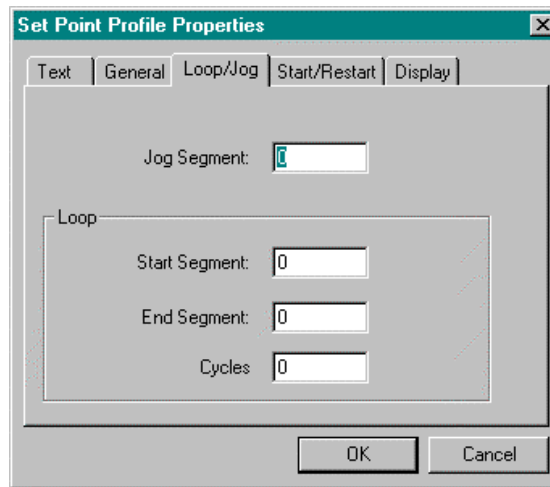 Set Point Profile Properties
Text General Loop/Jog Start/Restart Display
Jog Segment: 0
Loop
Start Segment: 0
End Segment: 0
Cycles 0
OK Cancel